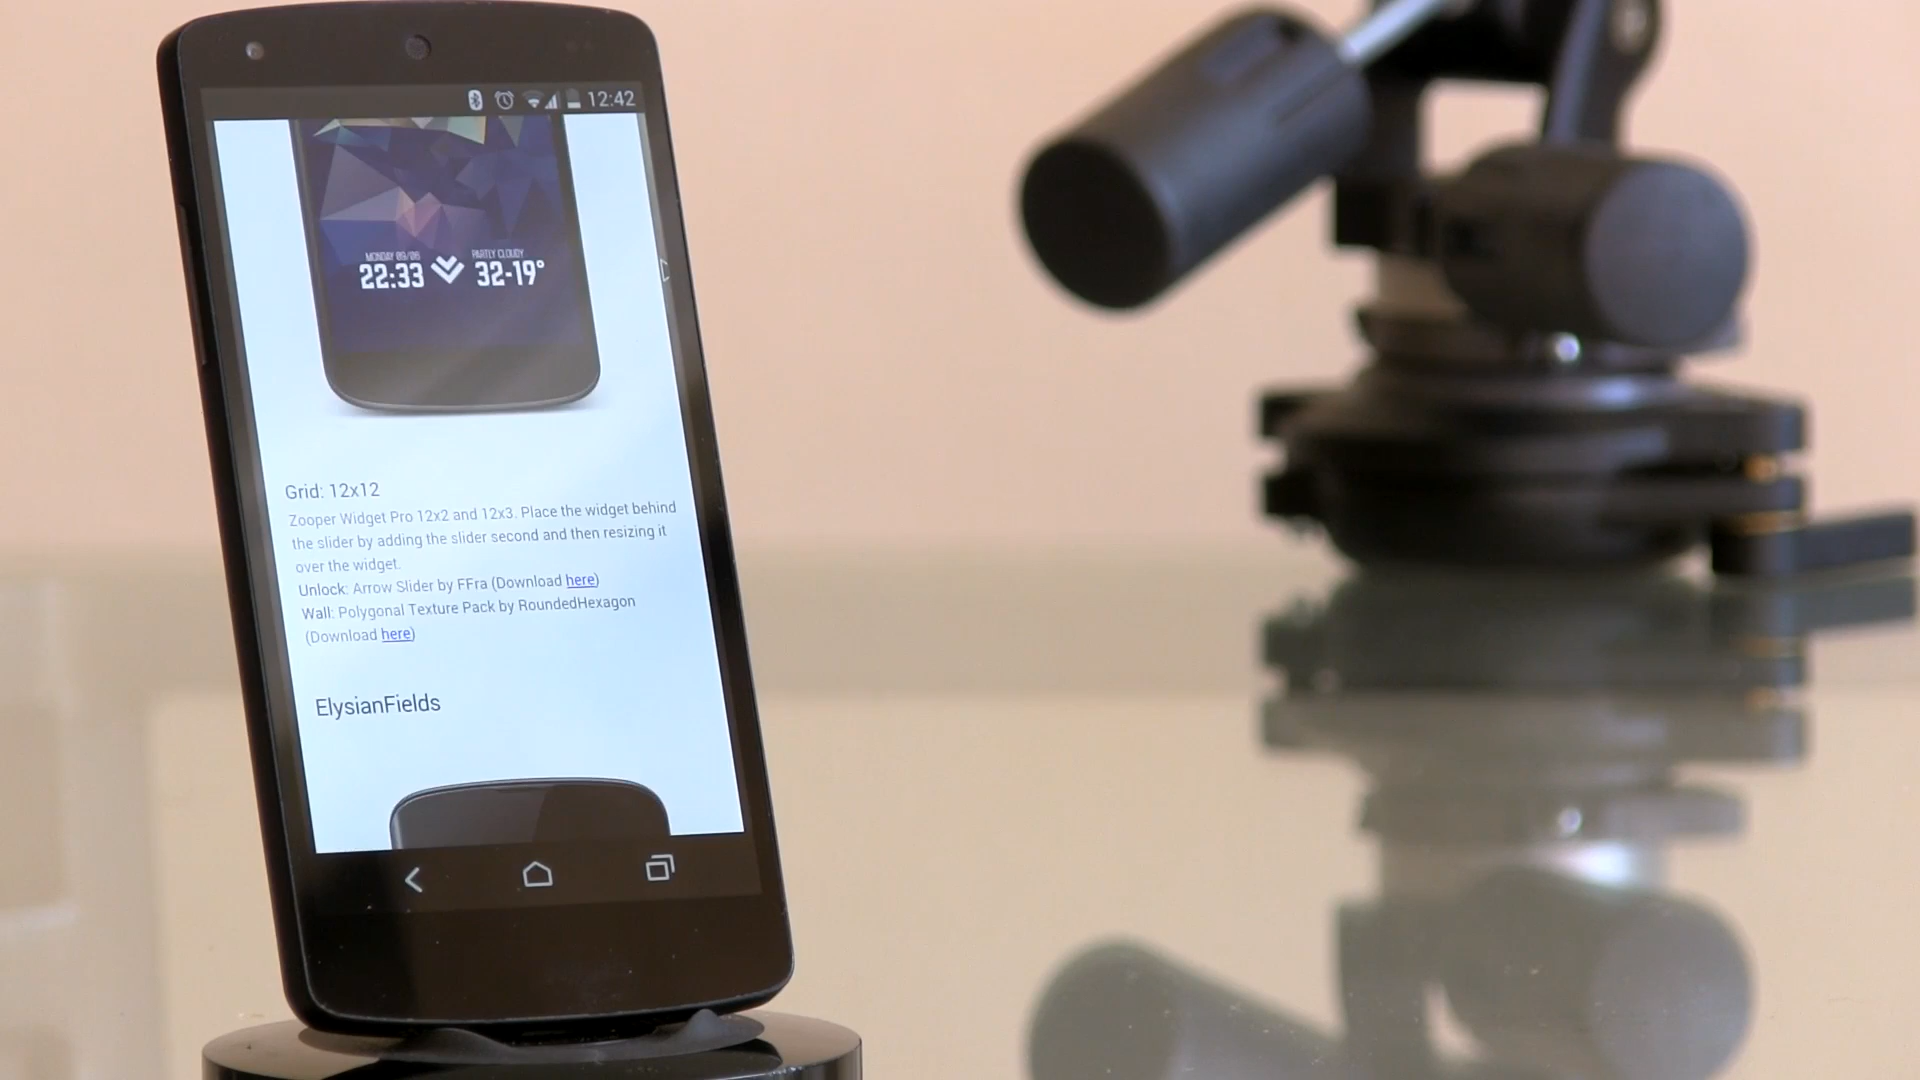 12:42
MONDAY 09/06
22:33
PARTLY CLOUDY
32-19°
Grid: 12x12
Zooper Widget Pro 12x2 and 12x3. Place the widget behind
the slider by adding the slider second and then resizing it
over the widget.
Unlock: Arrow Slider by FFra (Download here)
Wall: Polygonal Texture Pack by RoundedHexagon
(Download here)
ElysianFields